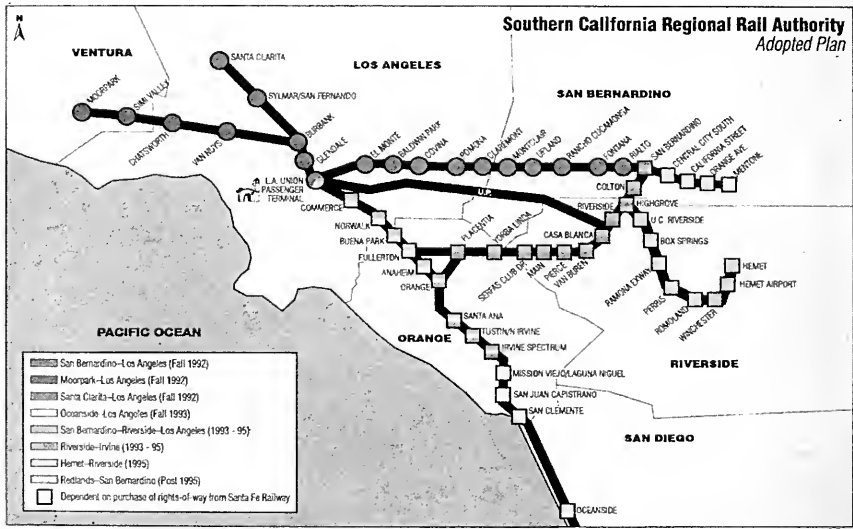 Southern California Regional Rail Authority
Adopted Plan
N
VENTURA
LOS ANGELES
SAN BERNARDINO
SANTA CLARITA
SYLMAR/SAN FERNANDO
MOORPARK
SIMI VALLEY
CHATSWORTH
VAN NUYS
BURBANK
GLENDALE
L.A. UNION
PASSENGER
TERMINAL
EL MONTE
BALDWIN PARK
COVINA
POMONA
CLAREMONT
MONTCLAIR
UPLAND
RANCHO CUCAMONGA
FONTANA
RIALTO
SAN BERNARDINO
CENTRAL CITY SOUTH
CALIFORNIA STREET
ORANGE AVE.
MENTONE
COLTON
U.P.
COMMERCE
NORWALK
BUENA PARK
FULLERTON
ANAHEIM
ORANGE
PLACENTIA
YORBA LINDA
SERFAS CLUB DR.
MAIN
PIERCE
VAN BUREN
CASA BLANCA
RIVERSIDE
HIGHGROVE
U.C. RIVERSIDE
BOX SPRINGS
RAMONA EXWAY
PERRIS
ROMOLAND
WINCHESTER
HEMET AIRPORT
HEMET
SANTA ANA
TUSTIN/N IRVINE
IRVINE SPECTRUM
MISSION VIEJO/LAGUNA NIGUEL
SAN JUAN CAPISTRANO
SAN CLEMENTE
OCEANSIDE
ORANGE
RIVERSIDE
SAN DIEGO
PACIFIC OCEAN
San Bernardino–Los Angeles (Fall 1992)
Moorpark–Los Angeles (Fall 1992)
Santa Clarita–Los Angeles (Fall 1992)
Oceanside-Los Angeles (Fall 1993)
San Bernardino–Riverside–Los Angeles (1993 - 95)
Riverside–Irvine (1993 - 95)
Hemet–Riverside (1995)
Redlands–San Bernardino (Post 1995)
Dependent on purchase of rights-of-way from Santa Fe Railway